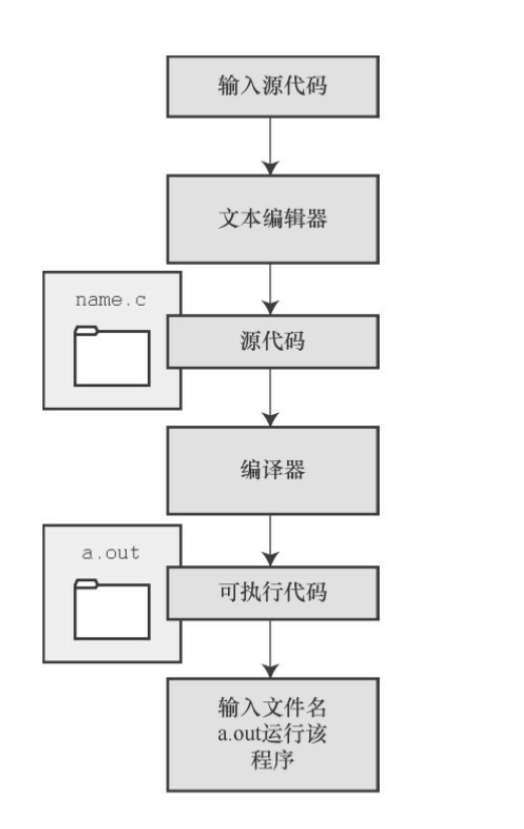 输入源代码
文本编辑器
name.c
源代码
编译器
a.out
可执行代码
输入文件名
a.out运行该
程序